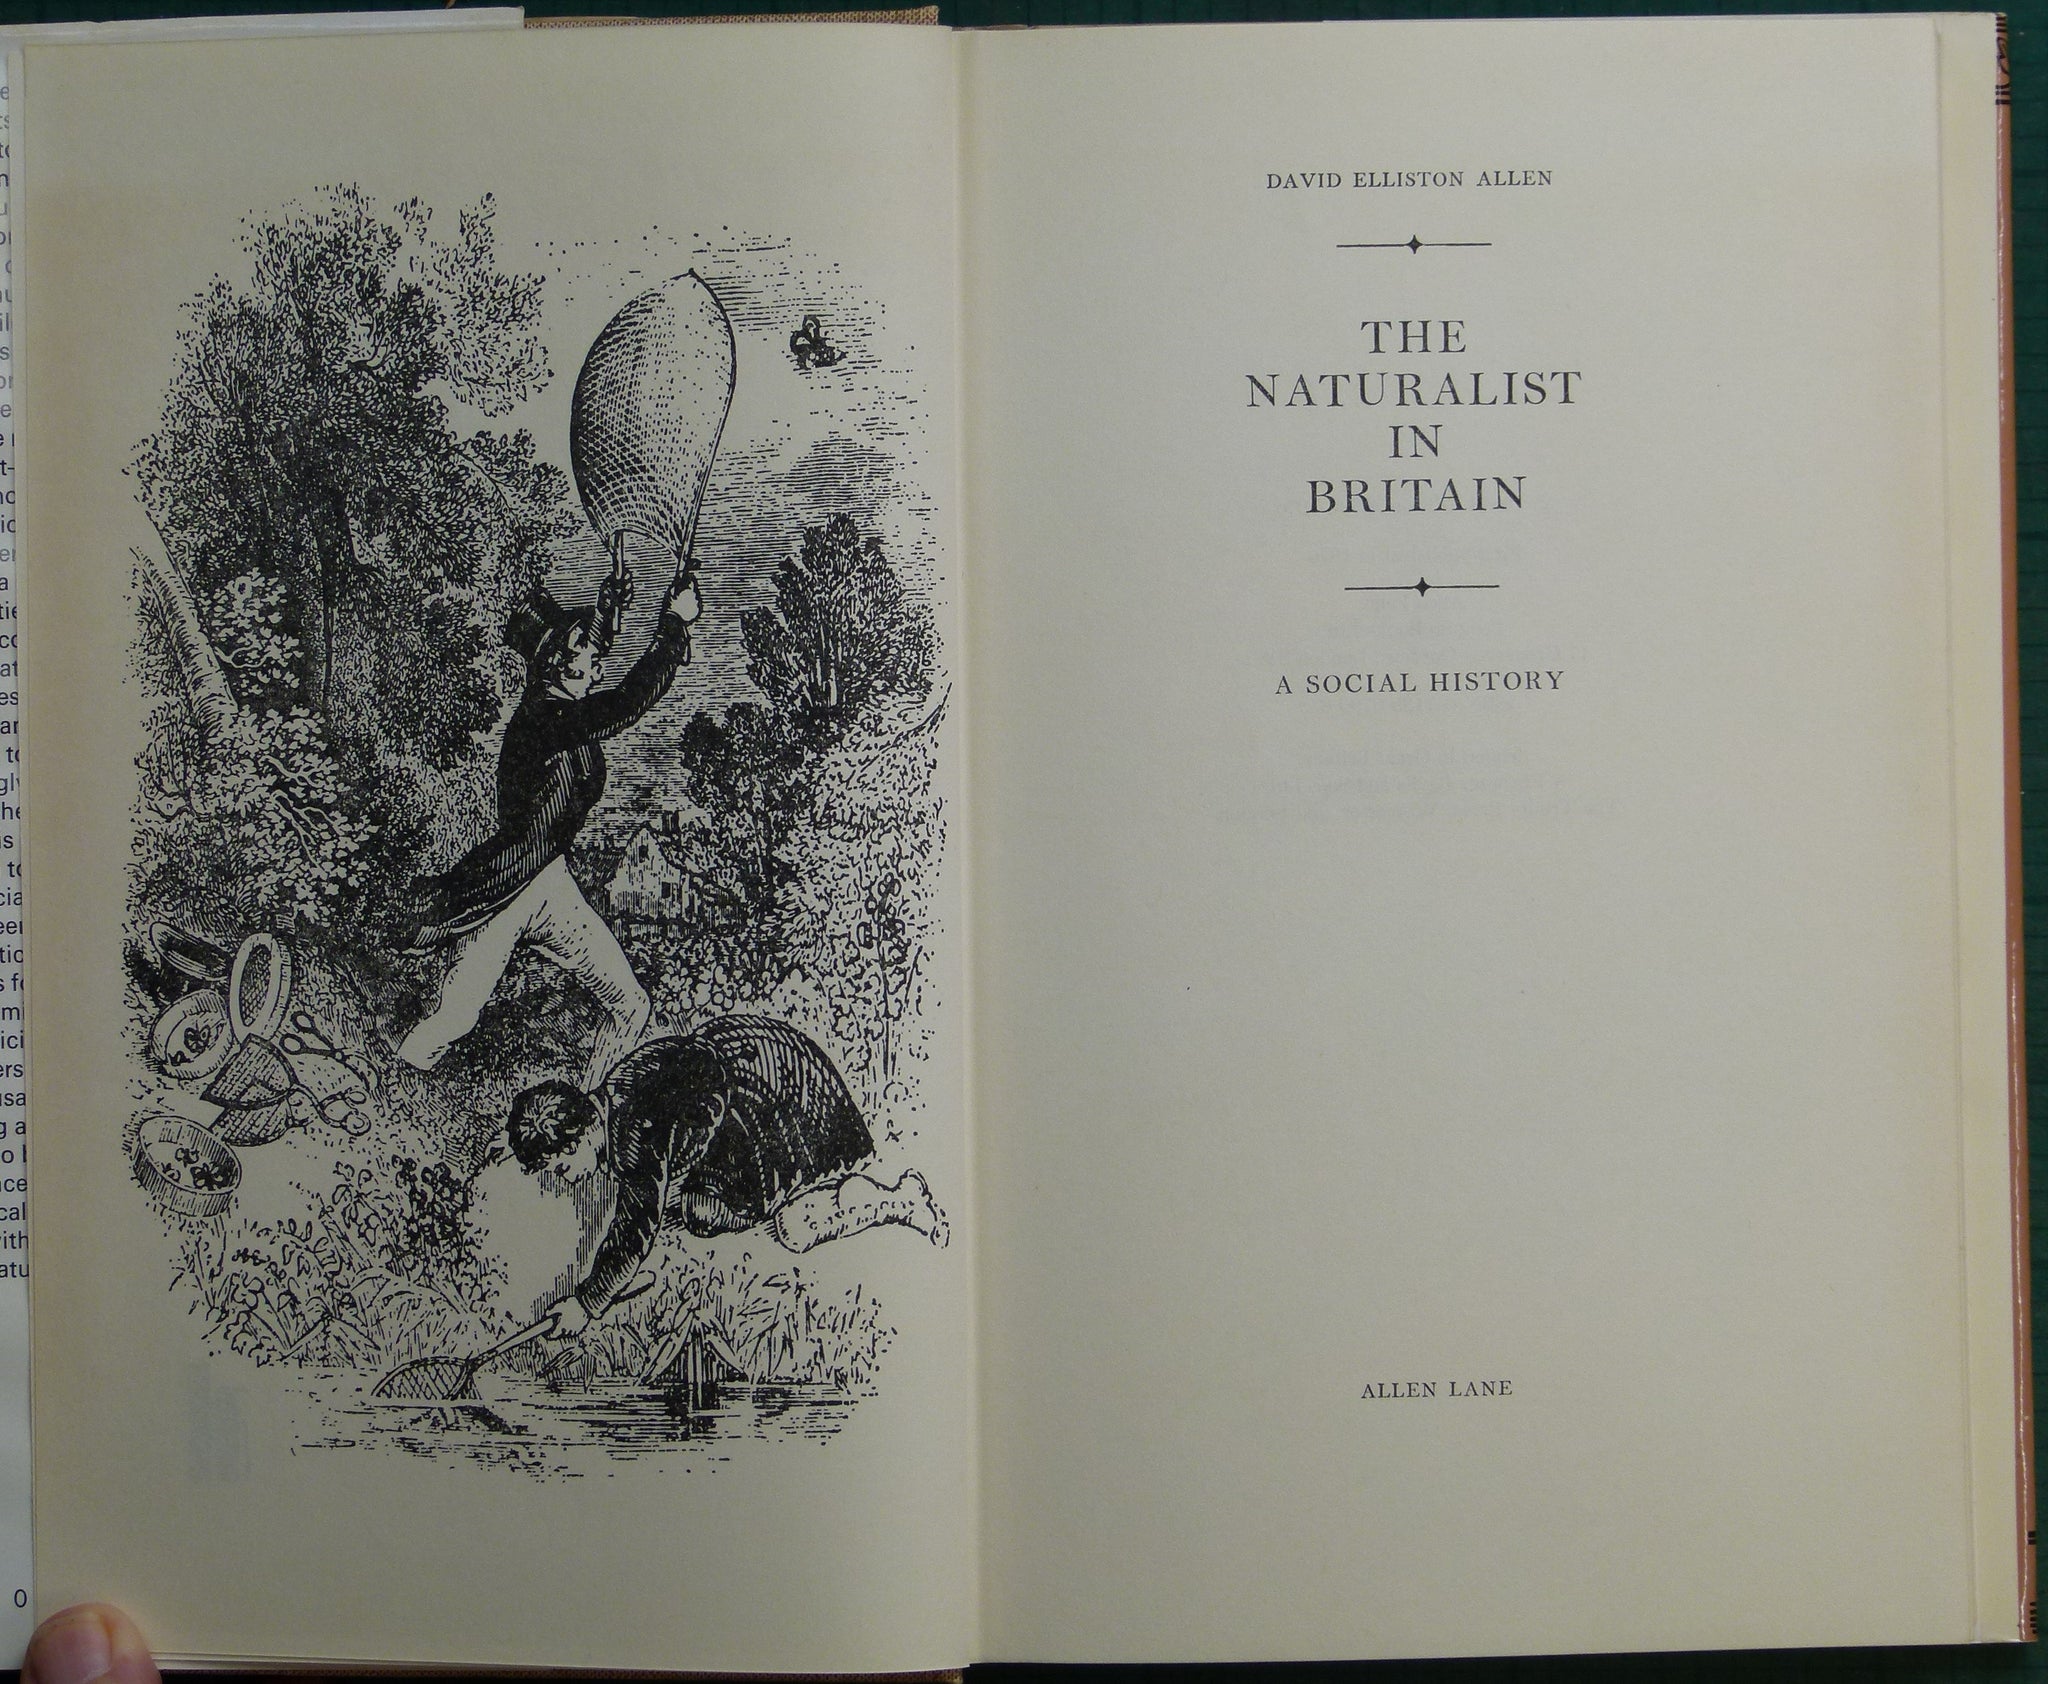 DAVID ELLISTON ALLEN
THE
NATURALIST
IN
BRITAIN
A SOCIAL HISTORY
ALLEN LANE